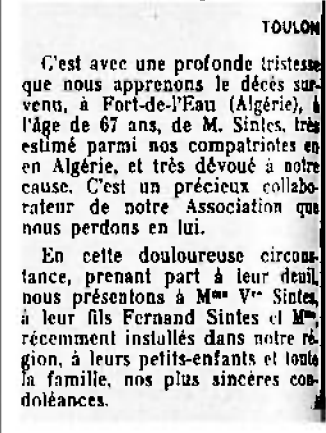 TOULON
C'est avec une profonde tristesse
que nous apprenons le décès sur-
venu, à Fort-de-l'Eau (Algérie), à
l'âge de 67 ans, de M. Sintes, très
estimé parmi nos compatriotes en
en Algérie, et très dévoué à notre
cause. C'est un précieux collabo-
rateur de notre Association que
nous perdons en lui.
En cette douloureuse circons-
tance, prenant part à leur deuil,
nous présentons à Mme Vve Sintes,
à leur fils Fernand Sintes et Mme,
récemment installés dans notre ré-
gion, à leurs petits-enfants et toute
la famille, nos plus sincères con-
doléances.